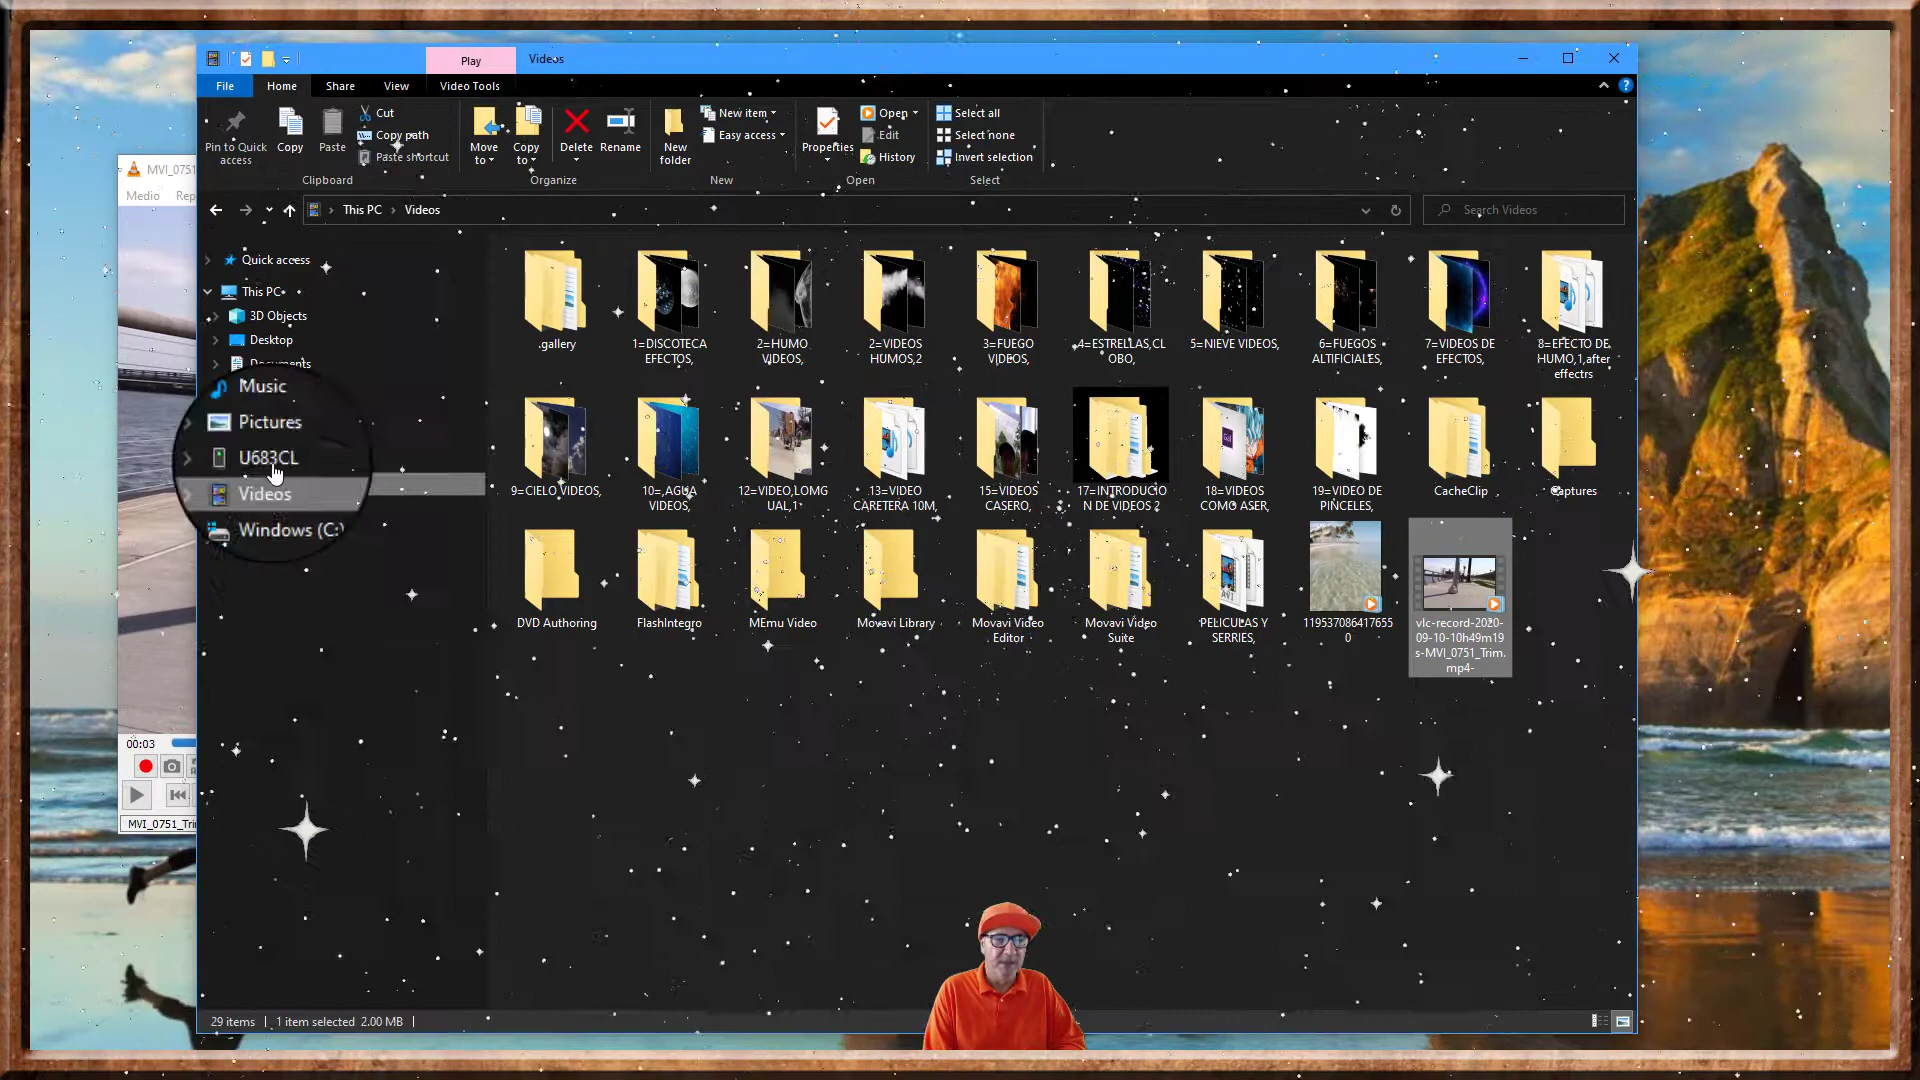 Play
Videos
File
Home
Share
View
Video Tools
Pin to Quick
access
Copy
Paste
Cut
Copy path
Paste shortcut
Clipboard
Move
to
Copy
to
Delete
Rename
Organize
New
folder
New item
Easy access
New
Properties
Open
Edit
History
Open
Select all
Select none
Invert selection
Select
This PC
Videos
Search Videos
MVI_0751
Medio
Rep
Quick access
This PC
3D Objects
Desktop
Documents
Music
Pictures
U683CL
Videos
Windows (C:)
.gallery
1=DISCOTECA
EFECTOS,
2=HUMO
VIDEOS,
2=VIDEOS
HUMOS,2
3=FUEGO
VIDEOS,
4=ESTRELLAS,CL
OBO,
5=NIEVE VIDEOS,
6=FUEGOS
ALTIFICIALES,
7=VIDEOS DE
EFECTOS,
8=EFECTO DE
HUMO,1,after
effectrs
9=CIELO VIDEOS,
10=,AGUA
VIDEOS,
12=VIDEO,LOMG
UAL,1
13=VIDEO
CARETERA 10M,
15=VIDEOS
CASERO,
17=INTRODUCIO
N DE VIDEOS 2
18=VIDEOS
COMO ASER,
19=VIDEO DE
PINCELES,
CacheClip
Captures
DVD Authoring
FlashIntegro
MEmu Video
Movavi Library
Movavi Video
Editor
Movavi Video
Suite
PELICULAS Y
SERRIES,
119537086417655
0
vlc-record-2020-
09-10-10h49m19
s-MVI_0751_Trim.
mp4-
00:03
MVI_0751_Tri
29 items
1 item selected 2.00 MB